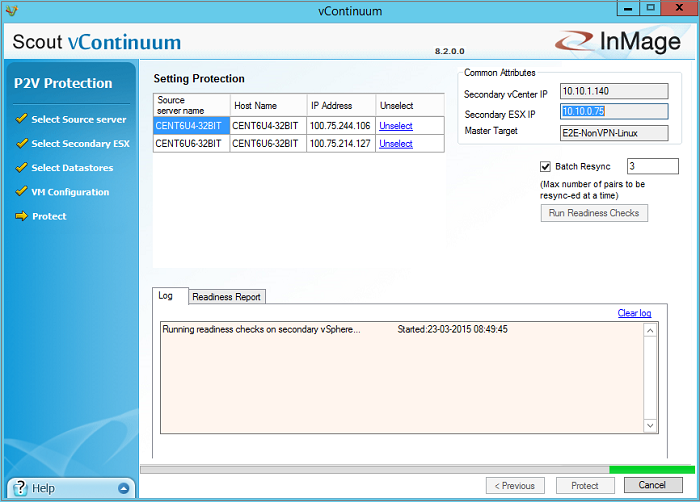 vContinuum
Scout vContinuum
8.2.0.0
InMage
P2V Protection
Select Source server
Select Secondary ESX
Select Datastores
VM Configuration
Protect
Help
Setting Protection
Source server name Host Name IP Address Unselect
CENT6U4-32BIT CENT6U4-32BIT 100.75.244.106 Unselect
CENT6U6-32BIT CENT6U6-32BIT 100.75.214.127 Unselect
Common Attributes
Secondary vCenter IP 10.10.1.140
Secondary ESX IP 10.10.0.75
Master Target E2E-NonVPN-Linux
Batch Resync 3
(Max number of pairs to be
resync-ed at a time)
Run Readiness Checks
Log Readiness Report
Clear log
Running readiness checks on secondary vSphere... Started:23-03-2015 08:49:45
< Previous Protect Cancel